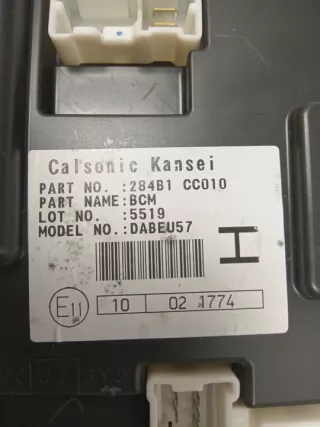 Calsonic Kansei
PART NO. :284B1 CC010
PART NAME:BCM
LOT NO. :5519
MODEL NO.:DABEU57
H
E11 10 02 1774